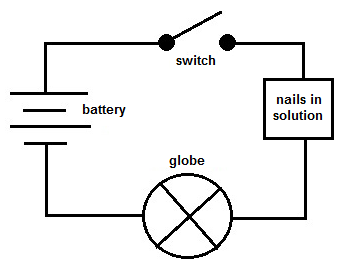 switch
battery
nails in
solution
globe